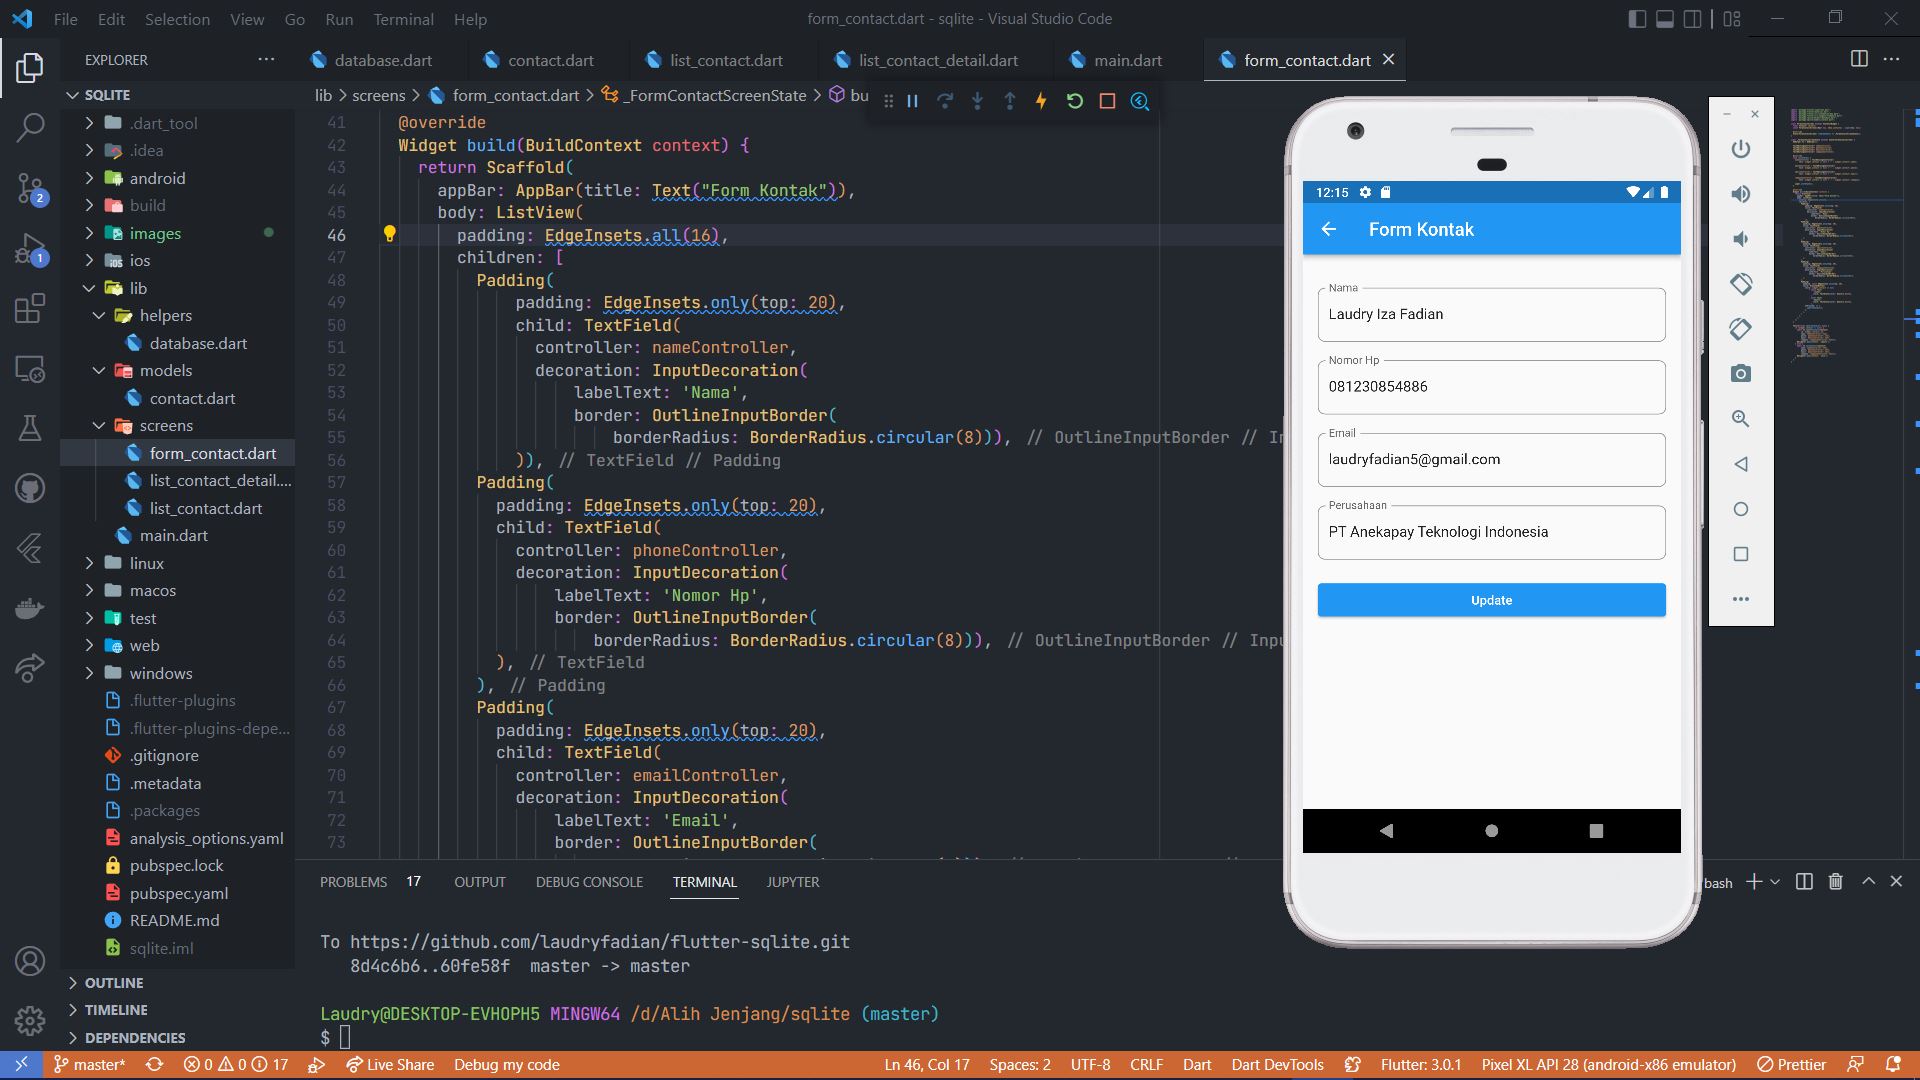 File Edit Selection View Go Run Terminal Help
form_contact.dart - sqlite - Visual Studio Code
EXPLORER
database.dart
contact.dart
list_contact.dart
list_contact_detail.dart
main.dart
form_contact.dart
SQLITE
.dart_tool
.idea
android
build
images
ios
lib
helpers
database.dart
models
contact.dart
screens
form_contact.dart
list_contact_detail....
list_contact.dart
main.dart
linux
macos
test
web
windows
.flutter-plugins
.flutter-plugins-depe...
.gitignore
.metadata
.packages
analysis_options.yaml
pubspec.lock
pubspec.yaml
README.md
sqlite.iml
OUTLINE
TIMELINE
DEPENDENCIES
2
1
lib > screens > form_contact.dart > _FormContactScreenState > bu
41 @override
42 Widget build(BuildContext context) {
43 return Scaffold(
44 appBar: AppBar(title: Text("Form Kontak")),
45 body: ListView(
46 padding: EdgeInsets.all(16),
47 children: [
48 Padding(
49 padding: EdgeInsets.only(top: 20),
50 child: TextField(
51 controller: nameController,
52 decoration: InputDecoration(
53 labelText: 'Nama',
54 border: OutlineInputBorder(
55 borderRadius: BorderRadius.circular(8))), // OutlineInputBorder // In
56 )), // TextField // Padding
57 Padding(
58 padding: EdgeInsets.only(top: 20),
59 child: TextField(
60 controller: phoneController,
61 decoration: InputDecoration(
62 labelText: 'Nomor Hp',
63 border: OutlineInputBorder(
64 borderRadius: BorderRadius.circular(8))), // OutlineInputBorder // Inpu
65 ), // TextField
66 ), // Padding
67 Padding(
68 padding: EdgeInsets.only(top: 20),
69 child: TextField(
70 controller: emailController,
71 decoration: InputDecoration(
72 labelText: 'Email',
73 border: OutlineInputBorder(
12:15
Form Kontak
Nama
Laudry Iza Fadian
Nomor Hp
081230854886
Email
laudryfadian5@gmail.com
Perusahaan
PT Anekapay Teknologi Indonesia
Update
PROBLEMS 17 OUTPUT DEBUG CONSOLE TERMINAL JUPYTER
bash
To https://github.com/laudryfadian/flutter-sqlite.git
8d4c6b6..60fe58f master -> master
Laudry@DESKTOP-EVHOPH5 MINGW64 /d/Alih Jenjang/sqlite (master)
$
master* 0 0 17 Live Share Debug my code
Ln 46, Col 17 Spaces: 2 UTF-8 CRLF Dart Dart DevTools Flutter: 3.0.1 Pixel XL API 28 (android-x86 emulator) Prettier